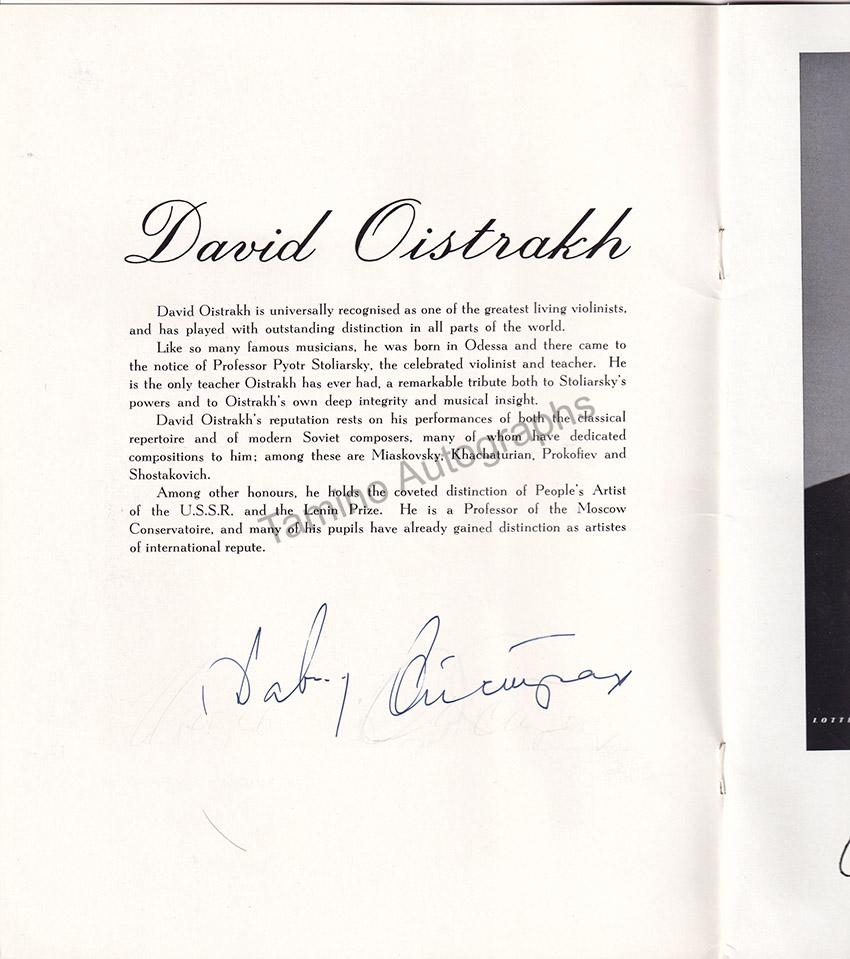 David Oistrakh
David Oistrakh is universally recognised as one of the greatest living violinists,
and has played with outstanding distinction in all parts of the world.
Like so many famous musicians, he was born in Odessa and there came to
the notice of Professor Pyotr Stoliarsky, the celebrated violinist and teacher. He
is the only teacher Oistrakh has ever had, a remarkable tribute both to Stoliarsky's
powers and to Oistrakh's own deep integrity and musical insight.
David Oistrakh's reputation rests on his performances of both the classical
repertoire and of modern Soviet composers, many of whom have dedicated
compositions to him; among these are Miaskovsky, Khachaturian, Prokofiev and
Shostakovich.
Among other honours, he holds the coveted distinction of People's Artist
of the U.S.S.R. and the Lenin Prize. He is a Professor of the Moscow
Conservatoire, and many of his pupils have already gained distinction as artistes
of international repute.
Tamino Autographs
Давид Ойстрах